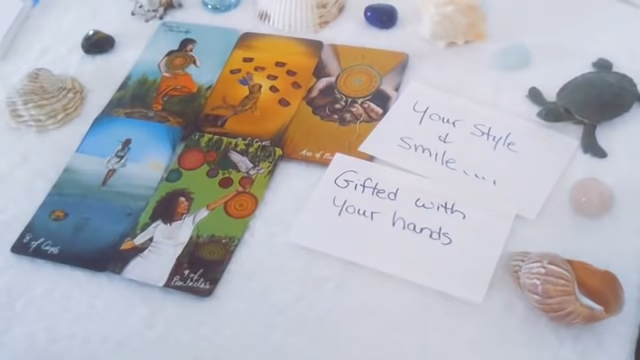 Ace of
8 of Cups
9 of
Pentacles
Your Style
&
Smile....
Gifted with
your hands